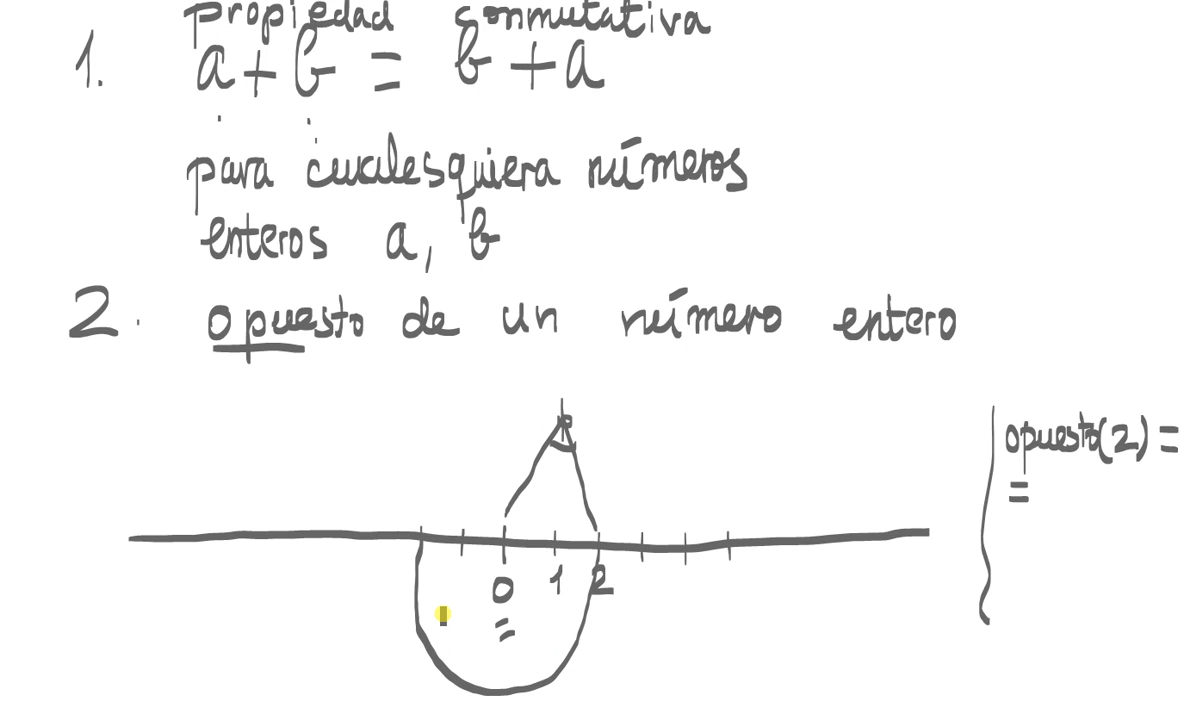 propiedad conmutativa
1. a + b = b + a
para cualesquiera números
enteros a, b
2. opuesto de un número entero
opuesto(2) =
=
0 1 2
=